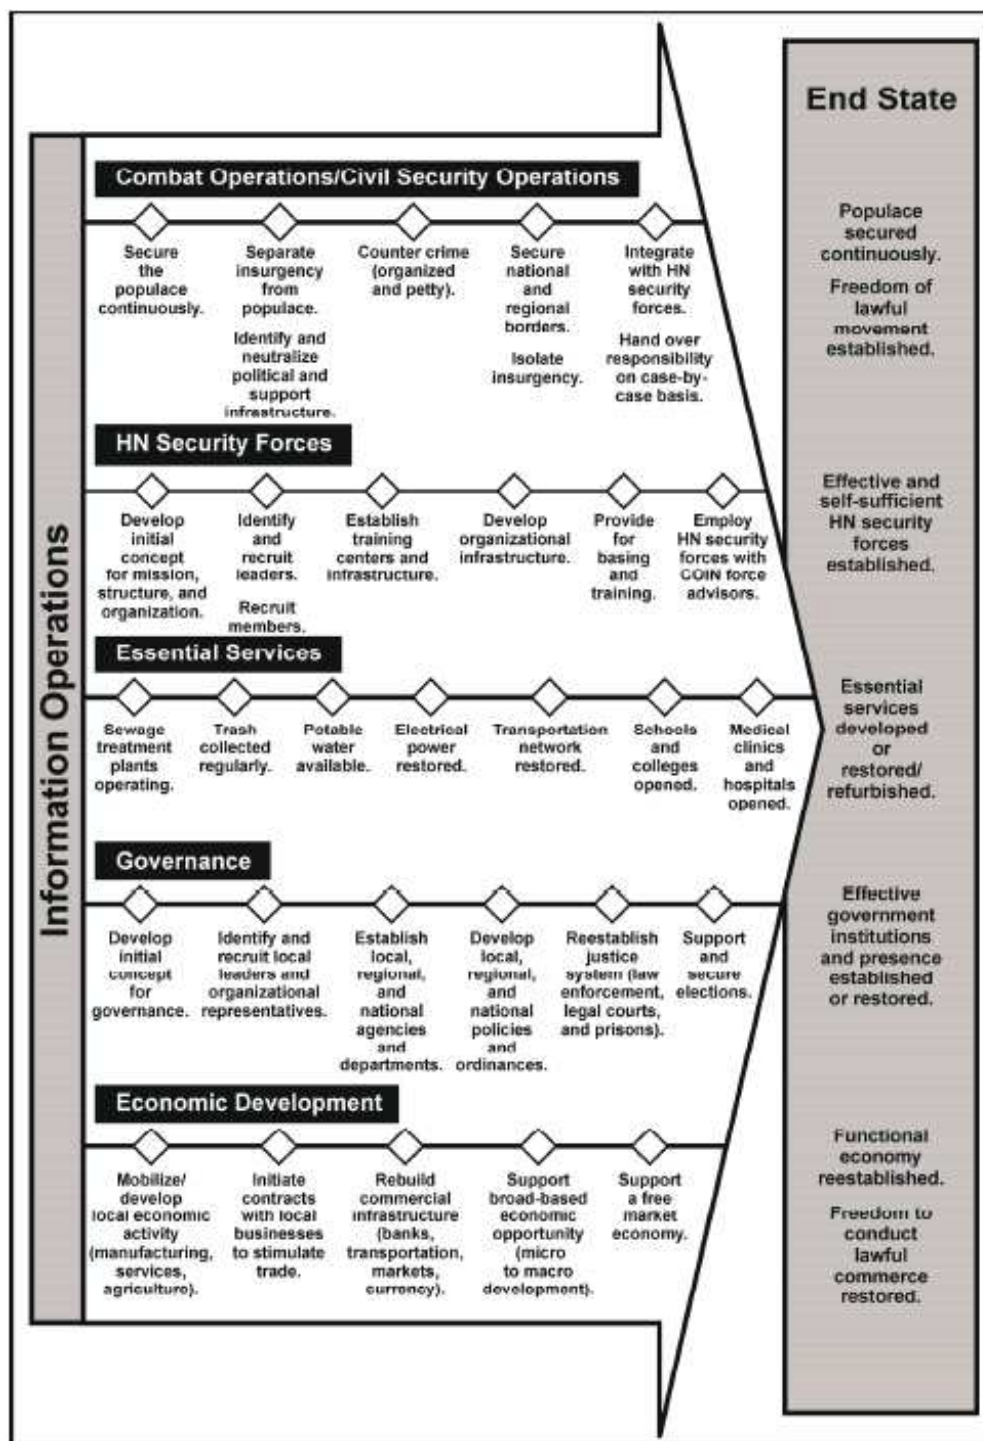 Information Operations
Combat Operations/Civil Security Operations
Secure
the
populace
continuously.
Separate
insurgency
from
populace.
Identify and
neutralize
political and
support
infrastructure.
Counter crime
(organized
and petty).
Secure
national
and
regional
borders.
Isolate
insurgency.
Integrate
with HN
security
forces.
Hand over
responsibility
on case-by-
case basis.
HN Security Forces
Develop
initial
concept
for mission,
structure, and
organization.
Identify
and
recruit
leaders.
Recruit
members.
Establish
training
centers and
infrastructure.
Develop
organizational
infrastructure.
Provide
for
basing
and
training.
Employ
HN security
forces with
COIN force
advisors.
Essential Services
Sewage
treatment
plants
operating.
Trash
collected
regularly.
Potable
water
available.
Electrical
power
restored.
Transportation
network
restored.
Schools
and
colleges
opened.
Medical
clinics
and
hospitals
opened.
Governance
Develop
initial
concept
for
governance.
Identify and
recruit local
leaders and
organizational
representatives.
Establish
local,
regional,
and
national
agencies
and
departments.
Develop
local,
regional,
and
national
policies
and
ordinances.
Reestablish
justice
system (law
enforcement,
legal courts,
and prisons).
Support
and
secure
elections.
Economic Development
Mobilize/
develop
local economic
activity
(manufacturing,
services,
agriculture).
Initiate
contracts
with local
businesses
to stimulate
trade.
Rebuild
commercial
infrastructure
(banks,
transportation,
markets,
currency).
Support
broad-based
economic
opportunity
(micro
to macro
development).
Support
a free
market
economy.
End State
Populace
secured
continuously.
Freedom of
lawful
movement
established.
Effective and
self-sufficient
HN security
forces
established.
Essential
services
developed
or
restored/
refurbished.
Effective
government
institutions
and presence
established
or restored.
Functional
economy
reestablished.
Freedom to
conduct
lawful
commerce
restored.